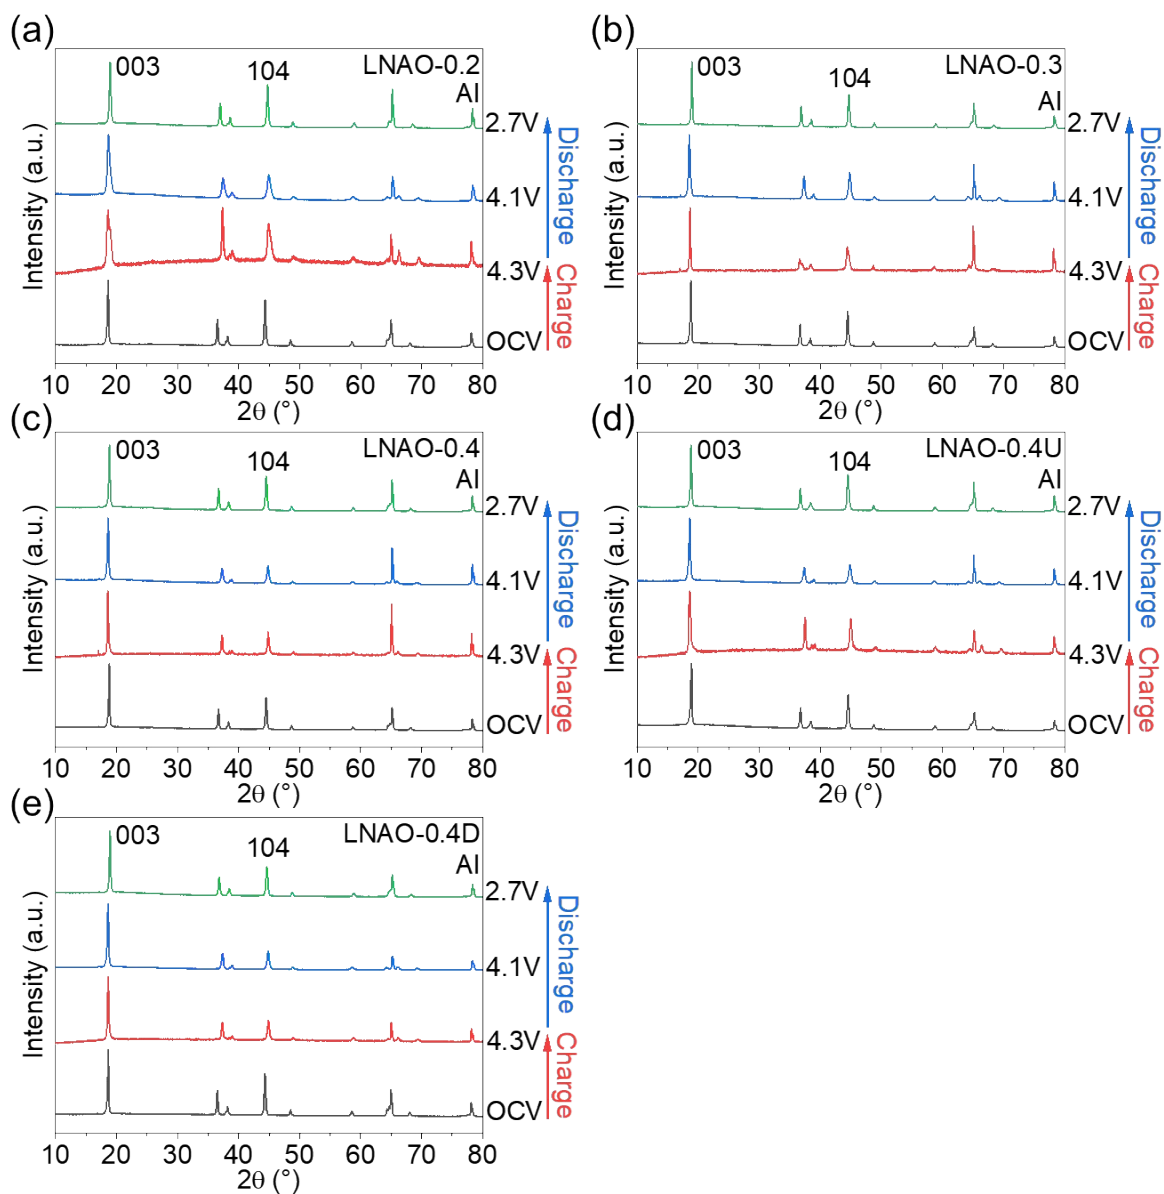 (a)
003
104
LNAO-0.2
Al
2.7V
4.1V
4.3V
OCV
Discharge
Charge
Intensity (a.u.)
10 20 30 40 50 60 70 80
2θ (°)
(b)
003
104
LNAO-0.3
Al
2.7V
4.1V
4.3V
OCV
Discharge
Charge
Intensity (a.u.)
10 20 30 40 50 60 70 80
2θ (°)
(c)
003
104
LNAO-0.4
Al
2.7V
4.1V
4.3V
OCV
Discharge
Charge
Intensity (a.u.)
10 20 30 40 50 60 70 80
2θ (°)
(d)
003
104
LNAO-0.4U
Al
2.7V
4.1V
4.3V
OCV
Discharge
Charge
Intensity (a.u.)
10 20 30 40 50 60 70 80
2θ (°)
(e)
003
104
LNAO-0.4D
Al
2.7V
4.1V
4.3V
OCV
Discharge
Charge
Intensity (a.u.)
10 20 30 40 50 60 70 80
2θ (°)